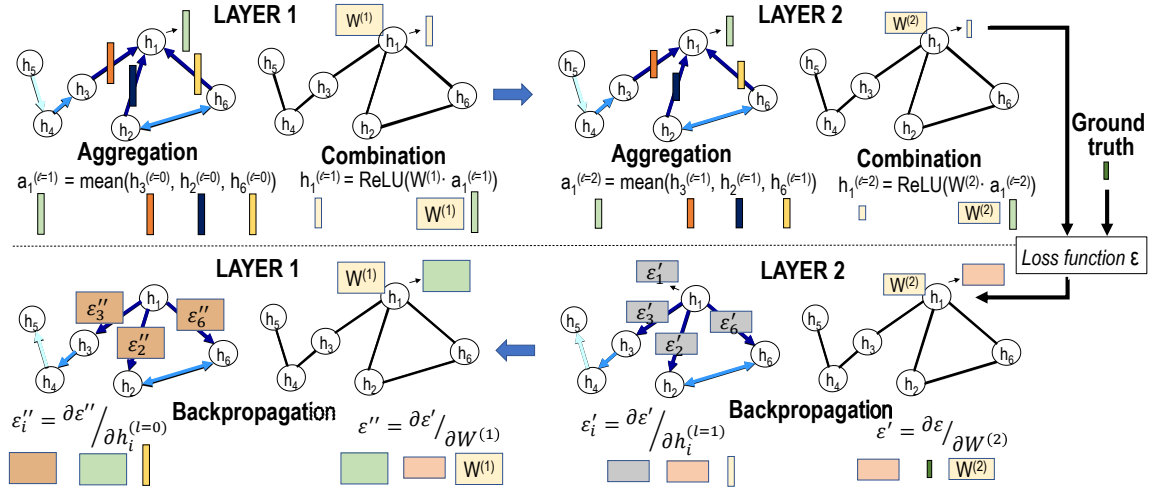 LAYER 1
LAYER 2
h₁ W⁽¹⁾ h₁ h₁ W⁽²⁾ h₁
h₅ h₅ h₅ h₅
h₃ h₃ h₃ h₃
h₆ h₆ h₆ h₆
h₄ h₂ h₄ h₂ h₄ h₂ h₄ h₂
Ground
truth
Aggregation Combination Aggregation Combination
a₁⁽ˡ⁼¹⁾ = mean(h₃⁽ˡ⁼⁰⁾, h₂⁽ˡ⁼⁰⁾, h₆⁽ˡ⁼⁰⁾)
h₁⁽ˡ⁼¹⁾ = ReLU(W⁽¹⁾· a₁⁽ˡ⁼¹⁾)
a₁⁽ˡ⁼²⁾ = mean(h₃⁽ˡ⁼¹⁾, h₂⁽ˡ⁼¹⁾, h₆⁽ˡ⁼¹⁾)
h₁⁽ˡ⁼²⁾ = ReLU(W⁽²⁾· a₁⁽ˡ⁼²⁾)
W⁽¹⁾ W⁽²⁾
Loss function ε
LAYER 1
LAYER 2
h₁ W⁽¹⁾ h₁ ε₁′ h₁ W⁽²⁾ h₁
ε₃′′ ε₆′′ ε₃′ ε₆′
ε₂′′ ε₂′
h₅ h₅ h₅ h₅
h₃ h₃ h₃ h₃
h₆ h₆ h₆ h₆
h₄ h₂ h₄ h₂ h₄ h₂ h₄ h₂
Backpropagation Backpropagation
εᵢ′′ = ∂ε′′/∂hᵢ⁽ˡ⁼⁰⁾
ε′′ = ∂ε′/∂W⁽¹⁾
εᵢ′ = ∂ε′/∂hᵢ⁽ˡ⁼¹⁾
ε′ = ∂ε/∂W⁽²⁾
W⁽¹⁾ W⁽²⁾